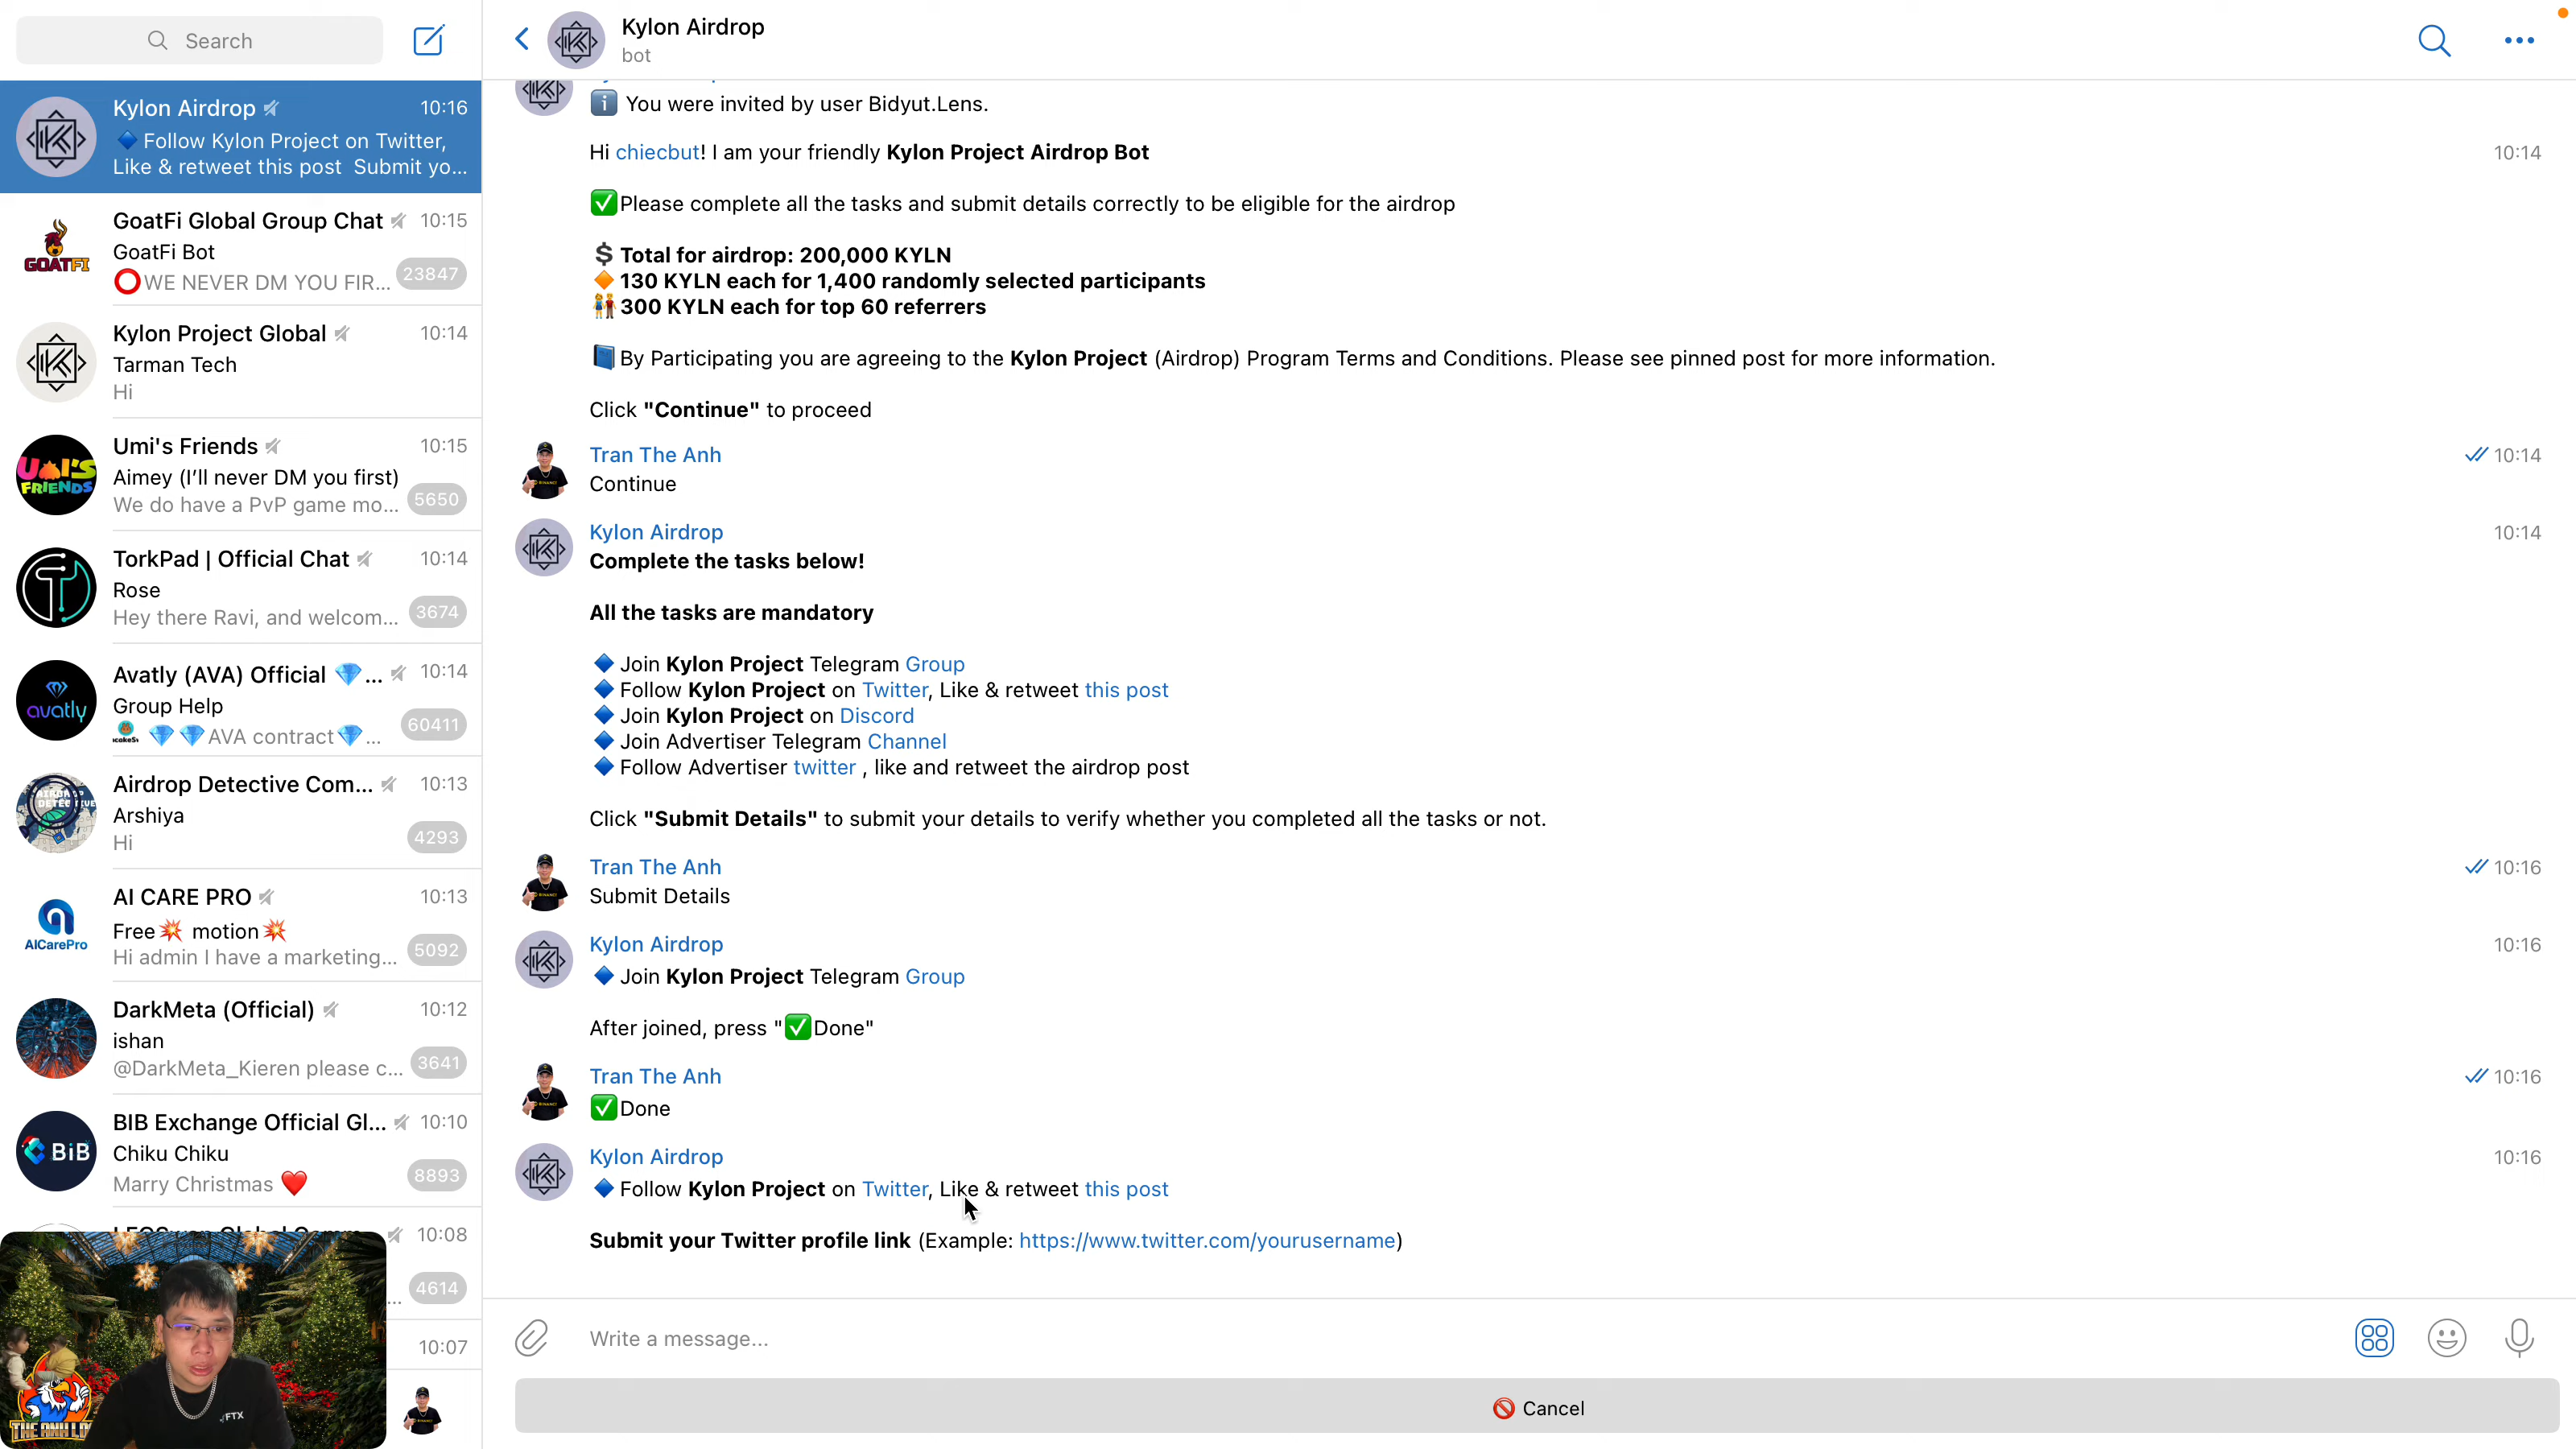 Search
Kylon Airdrop
10:16
🔷 Follow Kylon Project on Twitter,
Like & retweet this post Submit yo...
GoatFi Global Group Chat
10:15
GoatFi Bot
⭕WE NEVER DM YOU FIR...
23847
GOATFI
Kylon Project Global
10:14
Tarman Tech
Hi
Umi's Friends
10:15
Aimey (I’ll never DM you first)
We do have a PvP game mo...
5650
UMI'S
FRIENDS
TorkPad | Official Chat
10:14
Rose
Hey there Ravi, and welcom...
3674
Avatly (AVA) Official 💎...
10:14
Group Help
💎💎AVA contract💎...
60411
avatly
Airdrop Detective Com...
10:13
Arshiya
Hi
4293
AI CARE PRO
10:13
Free💥 motion💥
Hi admin I have a marketing...
5092
AICarePro
DarkMeta (Official)
10:12
ishan
@DarkMeta_Kieren please c...
3641
BIB Exchange Official Gl...
10:10
Chiku Chiku
Marry Christmas ❤️
8893
BiB
10:08
4614
...
10:07
FTX
Kylon Airdrop
bot
ℹ️ You were invited by user Bidyut.Lens.
Hi chiecbut! I am your friendly Kylon Project Airdrop Bot
10:14
✅Please complete all the tasks and submit details correctly to be eligible for the airdrop
💲Total for airdrop: 200,000 KYLN
🔶130 KYLN each for 1,400 randomly selected participants
👫300 KYLN each for top 60 referrers
📘By Participating you are agreeing to the Kylon Project (Airdrop) Program Terms and Conditions. Please see pinned post for more information.
Click "Continue" to proceed
Tran The Anh
10:14
Continue
Kylon Airdrop
10:14
Complete the tasks below!
All the tasks are mandatory
🔷Join Kylon Project Telegram Group
🔷Follow Kylon Project on Twitter, Like & retweet this post
🔷Join Kylon Project on Discord
🔷Join Advertiser Telegram Channel
🔷Follow Advertiser twitter , like and retweet the airdrop post
Click "Submit Details" to submit your details to verify whether you completed all the tasks or not.
Tran The Anh
10:16
Submit Details
Kylon Airdrop
10:16
🔷Join Kylon Project Telegram Group
After joined, press "✅Done"
Tran The Anh
10:16
✅Done
Kylon Airdrop
10:16
🔷Follow Kylon Project on Twitter, Like & retweet this post
Submit your Twitter profile link (Example: https://www.twitter.com/yourusername)
Write a message...
🚫 Cancel